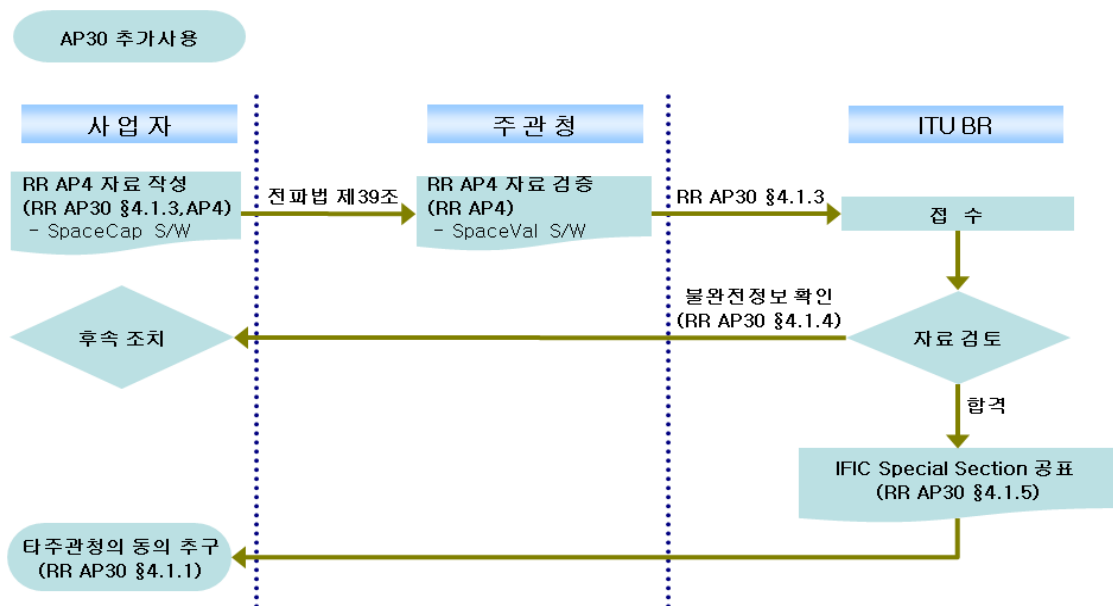 AP30 추가사용
사 업 자
주 관 청
ITU BR
RR AP4 자료 작성
(RR AP30 §4.1.3,AP4)
- SpaceCap S/W
전파법 제39조
RR AP4 자료 검증
(RR AP4)
- SpaceVal S/W
RR AP30 §4.1.3
접 수
불완전정보 확인
(RR AP30 §4.1.4)
후속 조치
자료 검토
합격
IFIC Special Section 공표
(RR AP30 §4.1.5)
타주관청의 동의 추구
(RR AP30 §4.1.1)